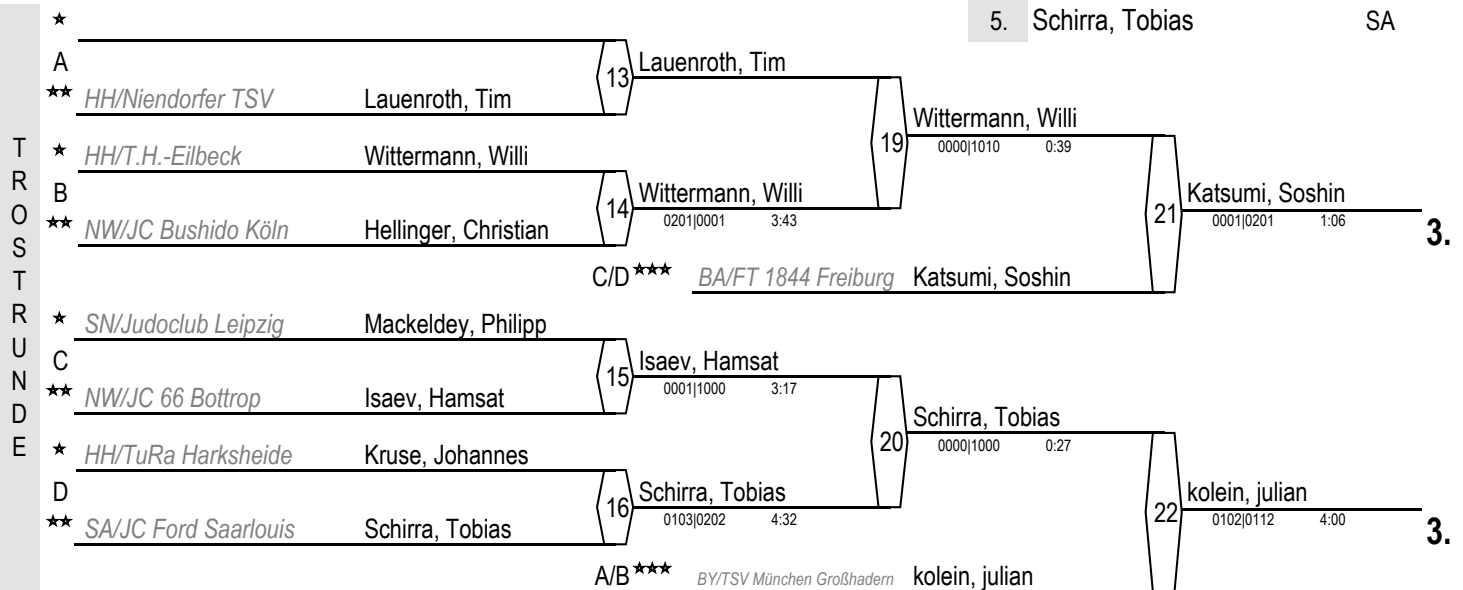 5. Schirra, Tobias SA
TROSTRUNDE
★
A
13 Lauenroth, Tim
★★ HH/Niendorfer TSV Lauenroth, Tim
19 Wittermann, Willi
0000|1010 0:39
★ HH/T.H.-Eilbeck Wittermann, Willi
B
14 Wittermann, Willi
0201|0001 3:43
★★ NW/JC Bushido Köln Hellinger, Christian
21 Katsumi, Soshin
0001|0201 1:06
3.
C/D ★★★ BA/FT 1844 Freiburg Katsumi, Soshin
★ SN/Judoclub Leipzig Mackeldey, Philipp
C
15 Isaev, Hamsat
0001|1000 3:17
★★ NW/JC 66 Bottrop Isaev, Hamsat
20 Schirra, Tobias
0000|1000 0:27
★ HH/TuRa Harksheide Kruse, Johannes
D
16 Schirra, Tobias
0103|0202 4:32
★★ SA/JC Ford Saarlouis Schirra, Tobias
22 kolein, julian
0102|0112 4:00
3.
A/B ★★★ BY/TSV München Großhadern kolein, julian